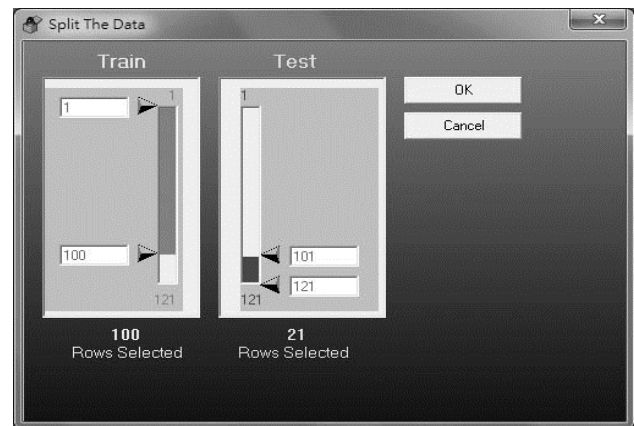 Split The Data
Train
1
1
100
121
100
Rows Selected
Test
1
101
121
121
21
Rows Selected
OK
Cancel